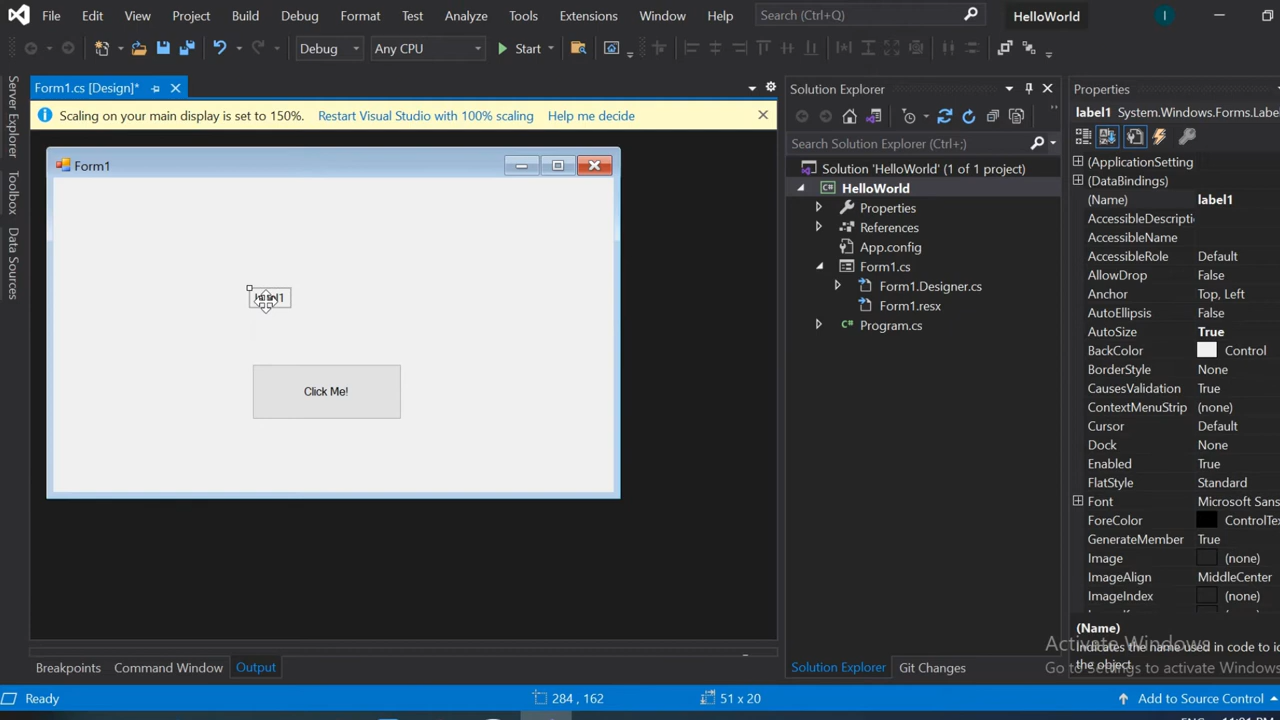 File Edit View Project Build Debug Format Test Analyze Tools Extensions Window Help Search (Ctrl+Q) HelloWorld I
Debug Any CPU Start
Server Explorer
Toolbox
Data Sources
Form1.cs [Design]*
Scaling on your main display is set to 150%. Restart Visual Studio with 100% scaling Help me decide
Form1
Click Me!
Breakpoints Command Window Output
Solution Explorer
Search Solution Explorer (Ctrl+;)
Solution 'HelloWorld' (1 of 1 project)
C# HelloWorld
Properties
References
App.config
Form1.cs
Form1.Designer.cs
Form1.resx
C# Program.cs
Solution Explorer Git Changes
Properties
label1 System.Windows.Forms.Labe
(ApplicationSetting
(DataBindings)
(Name) label1
AccessibleDescripti
AccessibleName
AccessibleRole Default
AllowDrop False
Anchor Top, Left
AutoEllipsis False
AutoSize True
BackColor Control
BorderStyle None
CausesValidation True
ContextMenuStrip (none)
Cursor Default
Dock None
Enabled True
FlatStyle Standard
Font Microsoft Sans
ForeColor ControlTex
GenerateMember True
Image (none)
ImageAlign MiddleCenter
ImageIndex (none)
(Name)
Indicates the name used in code to ic
the object.
Activate Windows
Go to Settings to activate Windows
Ready 284 , 162 51 x 20 Add to Source Control